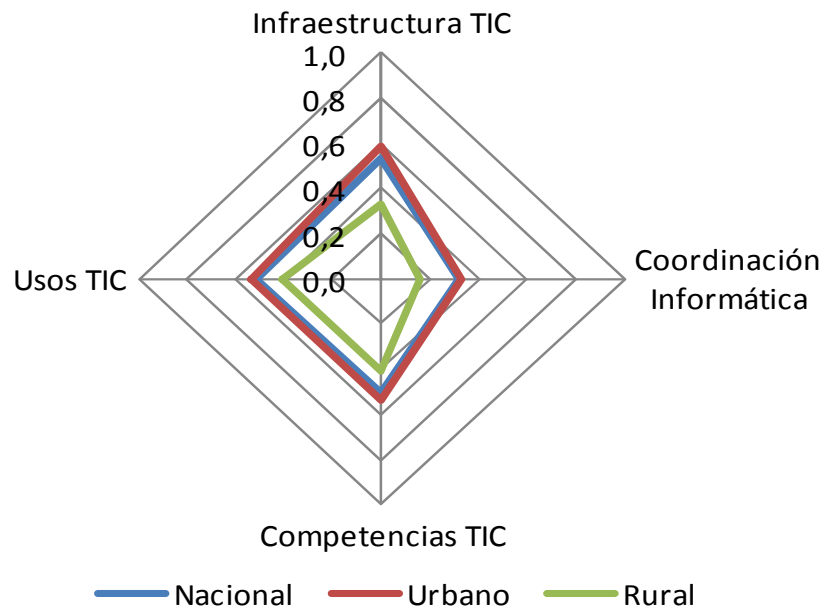 Infraestructura TIC
1,0
0,8
0,6
0,4
0,2
0,0
Usos TIC
Coordinación
Informática
Competencias TIC
Nacional Urbano Rural